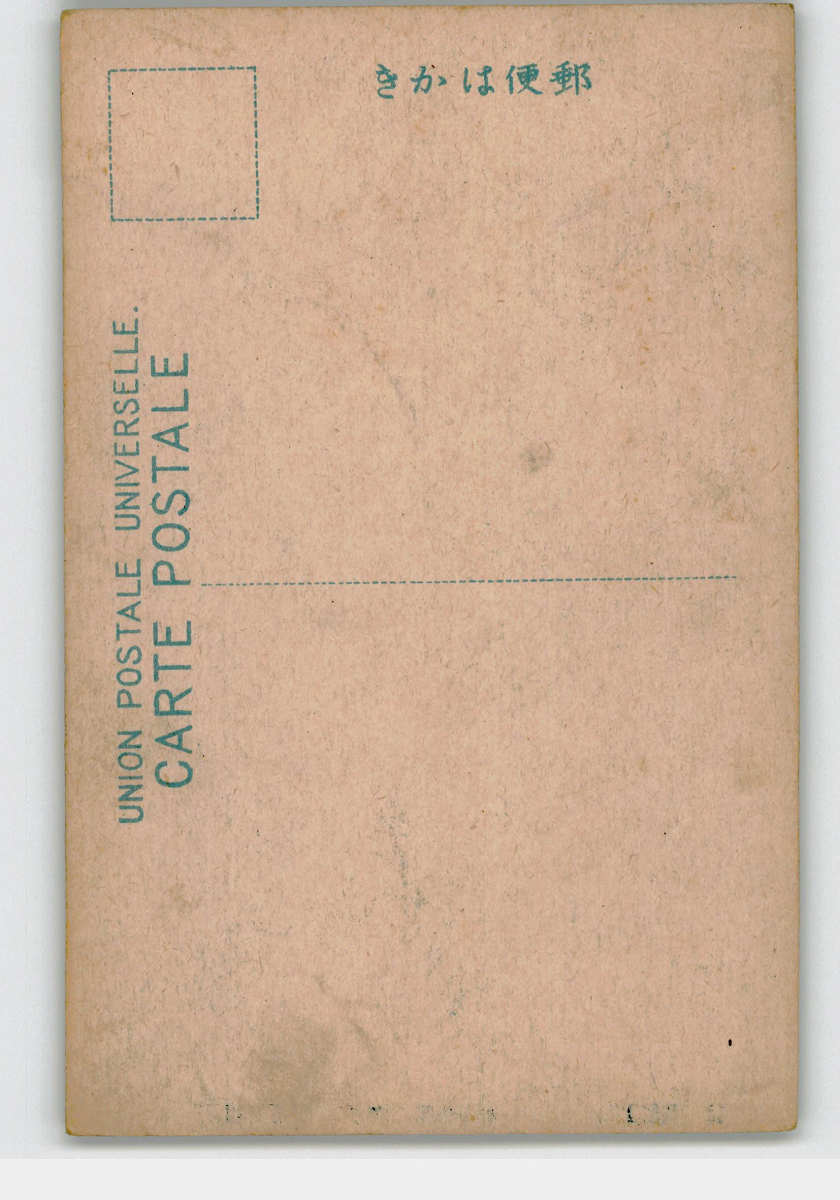 郵便はかき
UNION POSTALE UNIVERSELLE.
CARTE POSTALE